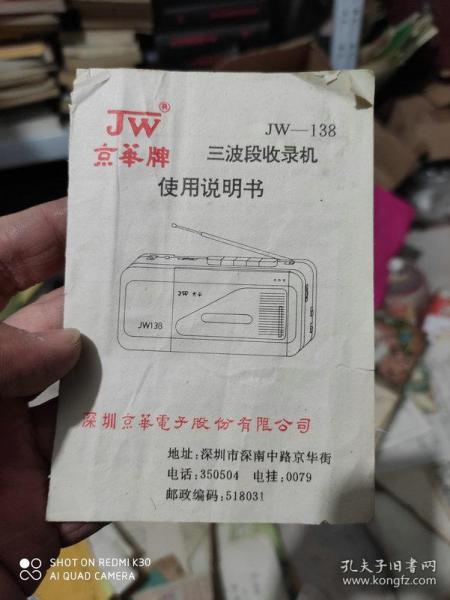 JW®
京華牌
JW—138
三波段收录机
使用说明书
JW
JW138
深圳京華電子股份有限公司
地址:深圳市深南中路京华街
电话:350504 电挂:0079
邮政编码:518031
SHOT ON REDMI K30
AI QUAD CAMERA
孔夫子旧书网
www.kongfz.com